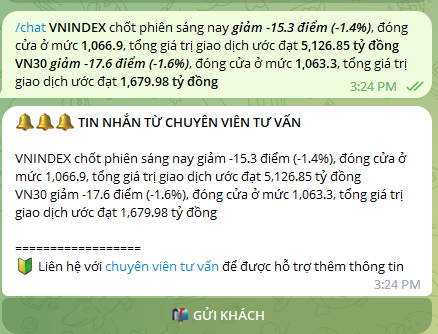 /chat VNINDEX chốt phiên sáng nay giảm -15.3 điểm (-1.4%), đóng
cửa ở mức 1,066.9, tổng giá trị giao dịch ước đạt 5,126.85 tỷ đồng
VN30 giảm -17.6 điểm (-1.6%), đóng cửa ở mức 1,063.3, tổng giá trị
giao dịch ước đạt 1,679.98 tỷ đồng
3:24 PM
🔔🔔🔔 TIN NHẮN TỪ CHUYÊN VIÊN TƯ VẤN
VNINDEX chốt phiên sáng nay giảm -15.3 điểm (-1.4%), đóng cửa ở
mức 1,066.9, tổng giá trị giao dịch ước đạt 5,126.85 tỷ đồng
VN30 giảm -17.6 điểm (-1.6%), đóng cửa ở mức 1,063.3, tổng giá trị
giao dịch ước đạt 1,679.98 tỷ đồng
==================
🔰 Liên hệ với chuyên viên tư vấn để được hỗ trợ thêm thông tin
3:24 PM
📬 GỬI KHÁCH